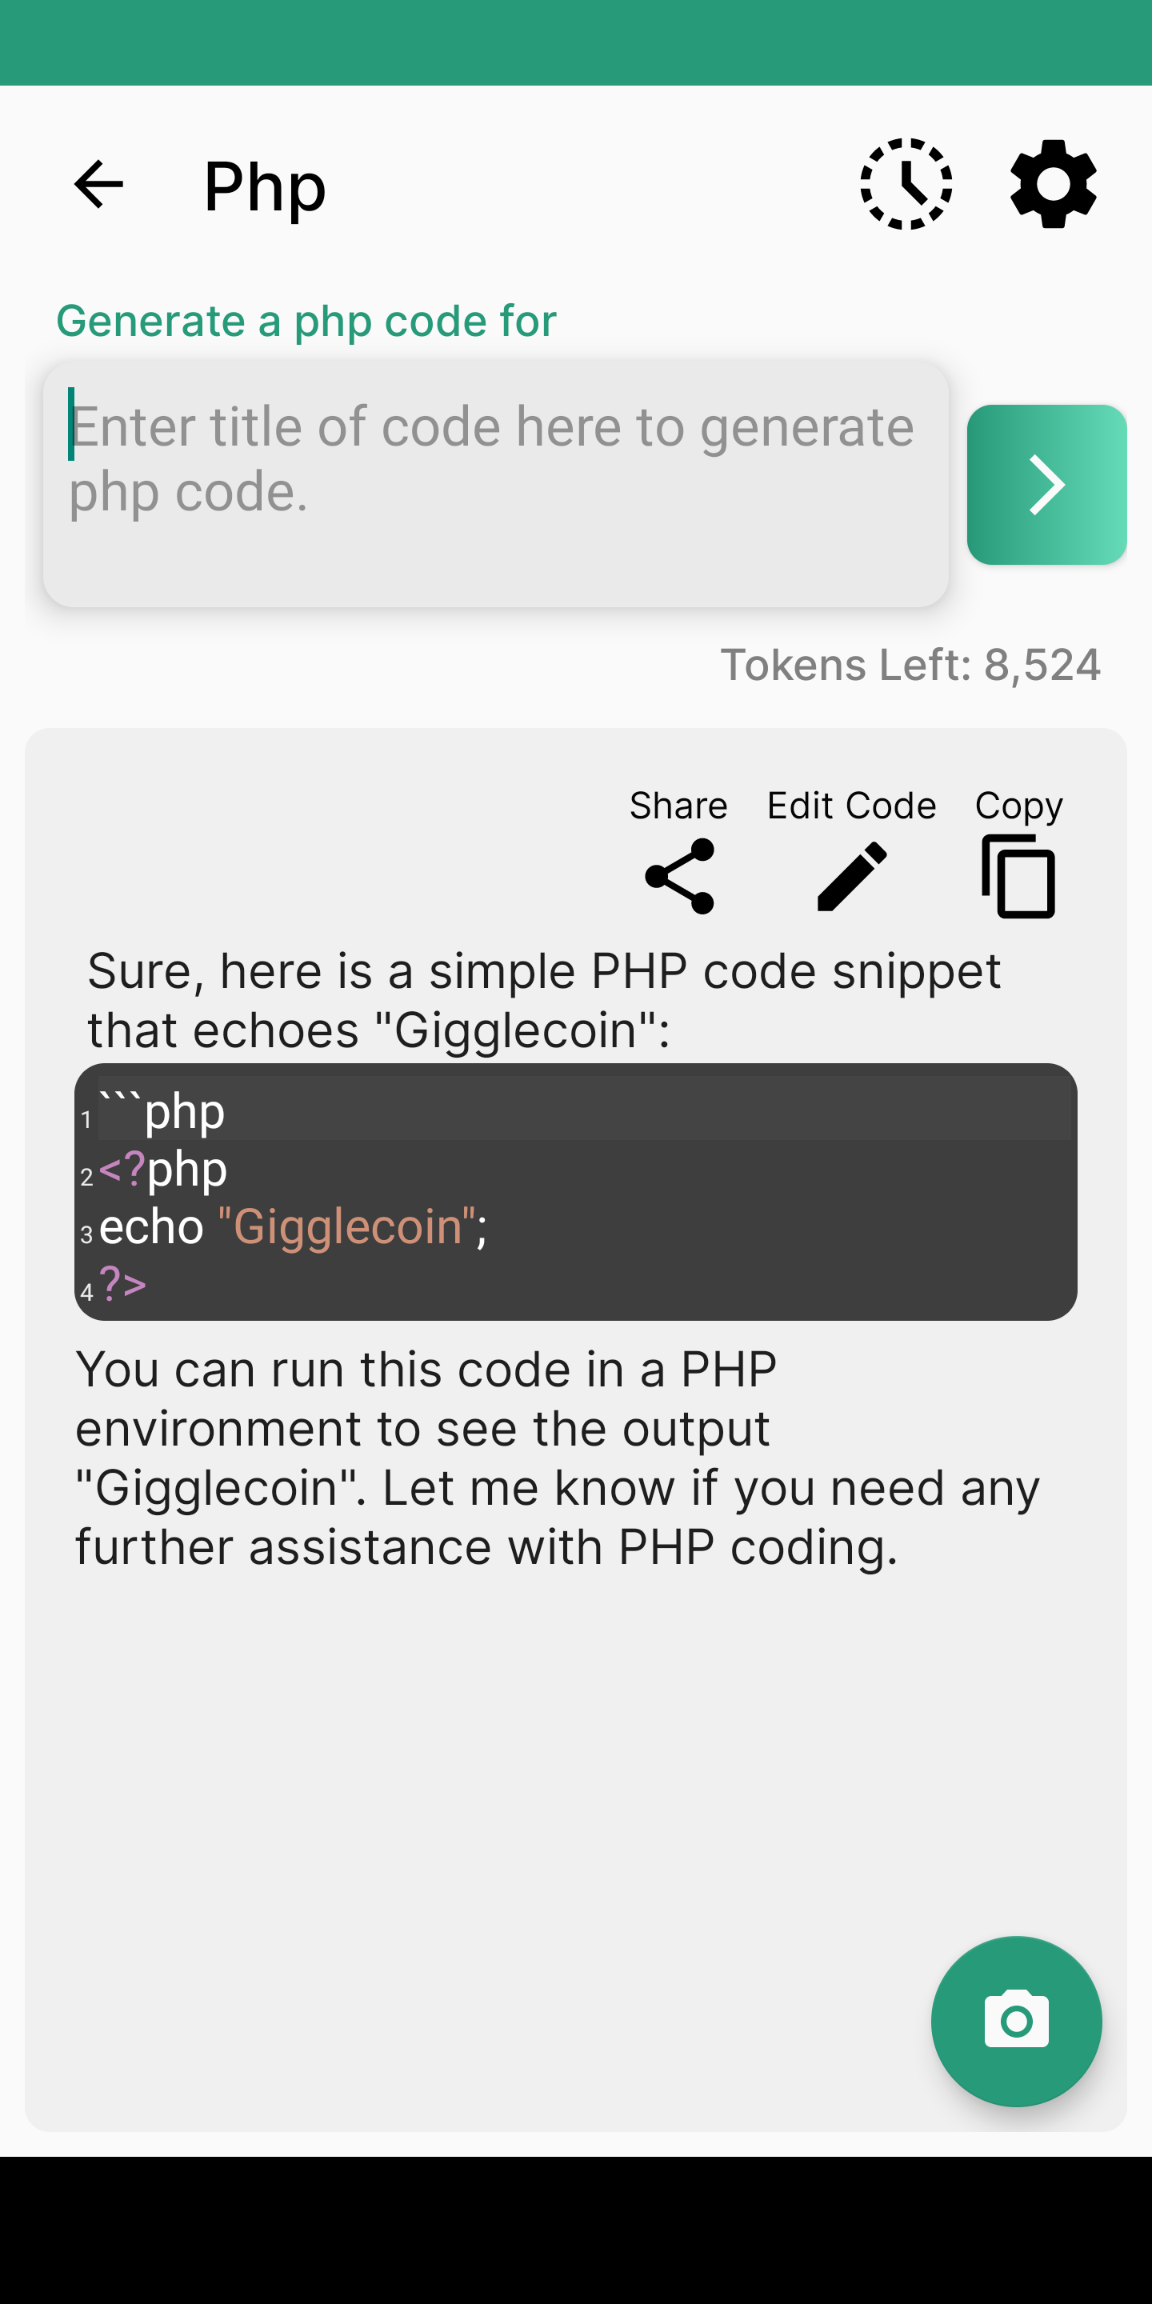 Php
Generate a php code for
Enter title of code here to generate
php code.
Tokens Left: 8,524
Share Edit Code Copy
Sure, here is a simple PHP code snippet
that echoes "Gigglecoin":
1 ```php
2 <?php
3 echo "Gigglecoin";
4 ?>
You can run this code in a PHP
environment to see the output
"Gigglecoin". Let me know if you need any
further assistance with PHP coding.